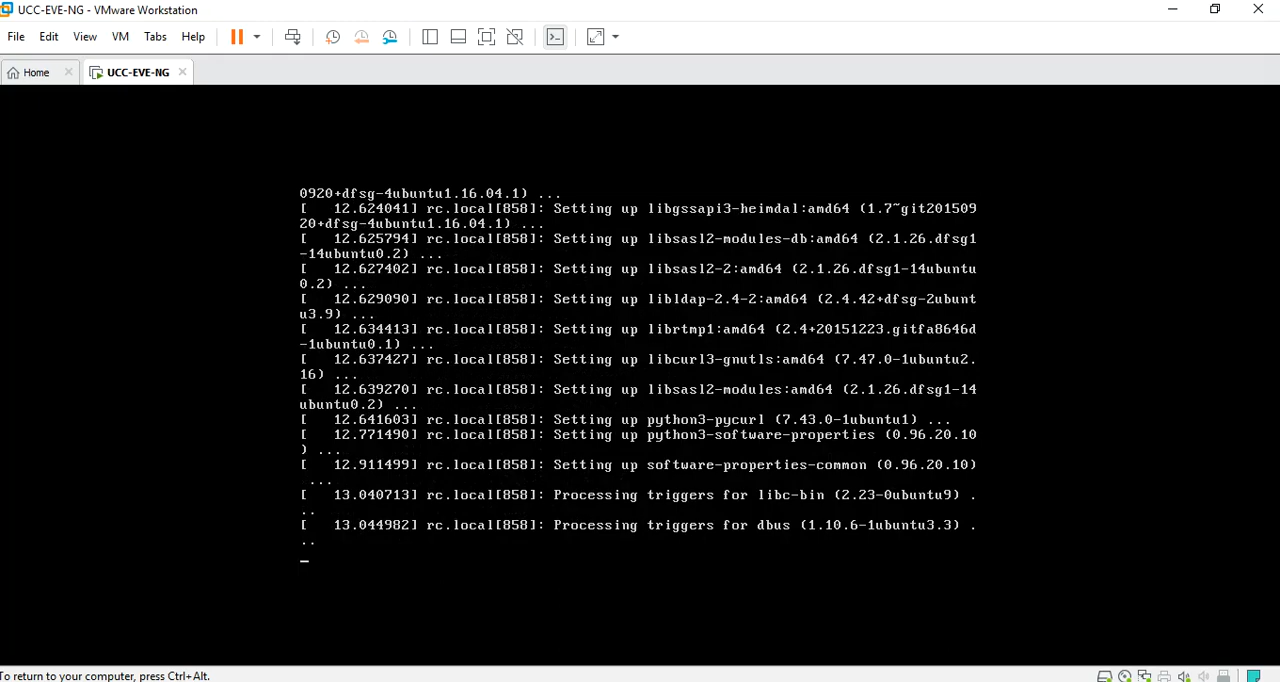 UCC-EVE-NG - VMware Workstation
File Edit View VM Tabs Help
Home UCC-EVE-NG
0920+dfsg-4ubuntu1.16.04.1) ...
[   12.624041] rc.local[858]: Setting up libgssapi3-heimdal:amd64 (1.7~git201509
20+dfsg-4ubuntu1.16.04.1) ...
[   12.625794] rc.local[858]: Setting up libsasl2-modules-db:amd64 (2.1.26.dfsg1
-14ubuntu0.2) ...
[   12.627402] rc.local[858]: Setting up libsasl2-2:amd64 (2.1.26.dfsg1-14ubuntu
0.2) ...
[   12.629090] rc.local[858]: Setting up libldap-2.4-2:amd64 (2.4.42+dfsg-2ubunt
u3.9) ...
[   12.634413] rc.local[858]: Setting up librtmp1:amd64 (2.4+20151223.gitfa8646d
-1ubuntu0.1) ...
[   12.637427] rc.local[858]: Setting up libcurl3-gnutls:amd64 (7.47.0-1ubuntu2.
16) ...
[   12.639270] rc.local[858]: Setting up libsasl2-modules:amd64 (2.1.26.dfsg1-14
ubuntu0.2) ...
[   12.641603] rc.local[858]: Setting up python3-pycurl (7.43.0-1ubuntu1) ...
[   12.771490] rc.local[858]: Setting up python3-software-properties (0.96.20.10
) ...
[   12.911499] rc.local[858]: Setting up software-properties-common (0.96.20.10)
...
[   13.040713] rc.local[858]: Processing triggers for libc-bin (2.23-0ubuntu9) .
..
[   13.044982] rc.local[858]: Processing triggers for dbus (1.10.6-1ubuntu3.3) .
..
_
To return to your computer, press Ctrl+Alt.